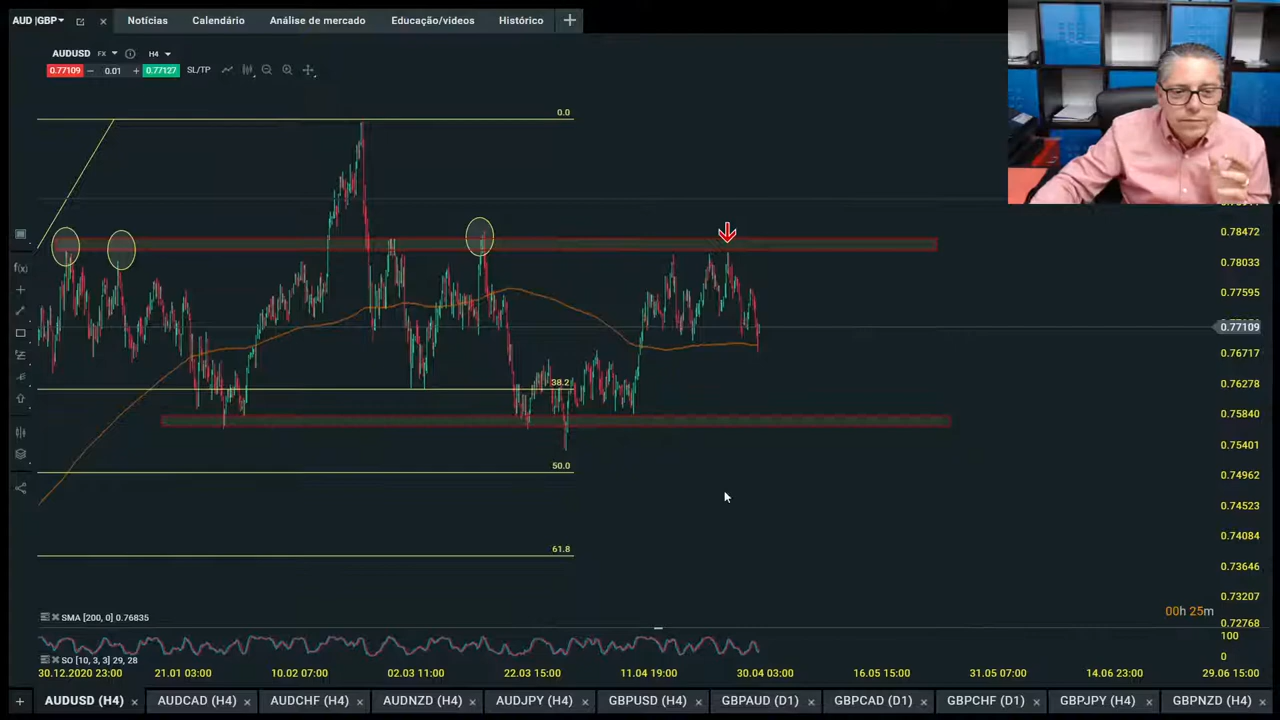 AUD |GBP
Notícias
Calendário
Análise de mercado
Educação/videos
Histórico
AUDUSD FX H4
0.77109 0.01 0.77127 SL/TP
0.0
0.78472
0.78033
0.77595
0.77109
0.76717
0.76278
0.75840
0.75401
0.74962
0.74523
0.74084
0.73646
0.73207
0.72768
38.2
50.0
61.8
00h 25m
SMA [200, 0] 0.76835
100
0
SO [10, 3, 3] 29, 28
30.12.2020 23:00 21.01 03:00 10.02 07:00 02.03 11:00 22.03 15:00 11.04 19:00 30.04 03:00 16.05 15:00 31.05 07:00 14.06 23:00 29.06 15:00
AUDUSD (H4) AUDCAD (H4) AUDCHF (H4) AUDNZD (H4) AUDJPY (H4) GBPUSD (H4) GBPAUD (D1) GBPCAD (D1) GBPCHF (D1) GBPJPY (H4) GBPNZD (H4)